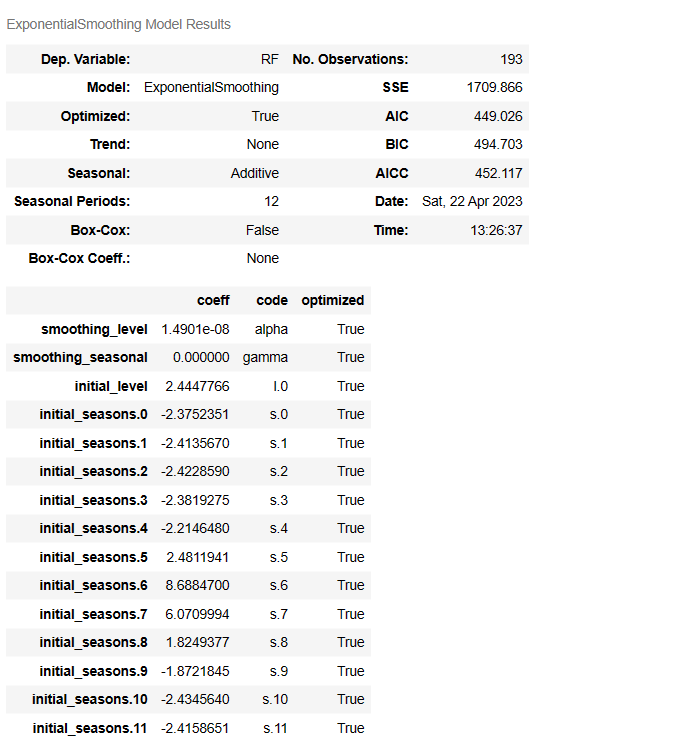 ExponentialSmoothing Model Results
Dep. Variable: RF No. Observations: 193
Model: ExponentialSmoothing SSE 1709.866
Optimized: True AIC 449.026
Trend: None BIC 494.703
Seasonal: Additive AICC 452.117
Seasonal Periods: 12 Date: Sat, 22 Apr 2023
Box-Cox: False Time: 13:26:37
Box-Cox Coeff.: None
coeff code optimized
smoothing_level 1.4901e-08 alpha True
smoothing_seasonal 0.000000 gamma True
initial_level 2.4447766 l.0 True
initial_seasons.0 -2.3752351 s.0 True
initial_seasons.1 -2.4135670 s.1 True
initial_seasons.2 -2.4228590 s.2 True
initial_seasons.3 -2.3819275 s.3 True
initial_seasons.4 -2.2146480 s.4 True
initial_seasons.5 2.4811941 s.5 True
initial_seasons.6 8.6884700 s.6 True
initial_seasons.7 6.0709994 s.7 True
initial_seasons.8 1.8249377 s.8 True
initial_seasons.9 -1.8721845 s.9 True
initial_seasons.10 -2.4345640 s.10 True
initial_seasons.11 -2.4158651 s.11 True